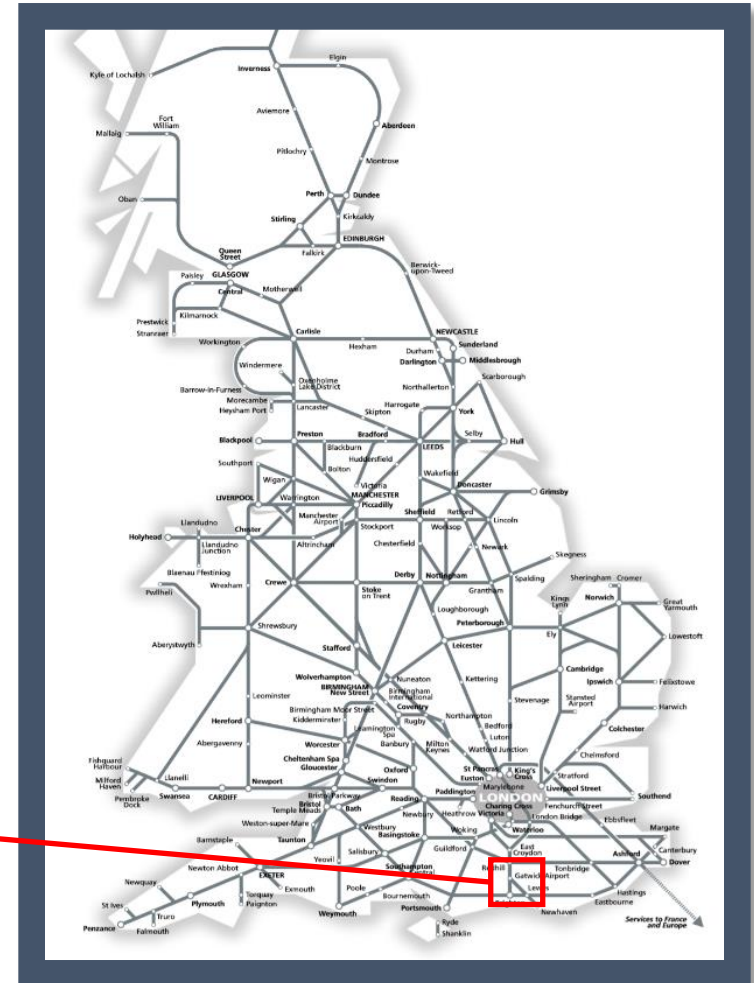 Elgin
Inverness
Kyle of Lochalsh
Aviemore
Fort
William
Aberdeen
Mallaig
Pitlochry
Montrose
Perth
Dundee
Oban
Stirling
Kirkcaldy
EDINBURGH
Queen
Street
Falkirk
Berwick-
upon-Tweed
Paisley
GLASGOW
Central
Motherwell
Prestwick
Kilmarnock
Stranraer
Carlisle
NEWCASTLE
Workington
Hexham
Sunderland
Durham
Darlington
Middlesbrough
Windermere
Scarborough
Oxenholme
Lake District
Barrow-in-Furness
Northallerton
Morecambe
Heysham Port
Lancaster
Harrogate
York
Skipton
Preston
Bradford
Selby
Blackpool
Blackburn
LEEDS
Hull
Huddersfield
Southport
Bolton
Wakefield
Wigan
Victoria
Doncaster
Grimsby
LIVERPOOL
Warrington
MANCHESTER
Piccadilly
Manchester
Airport
Sheffield
Retford
Llandudno
Stockport
Worksop
Lincoln
Holyhead
Chester
Llandudno
Junction
Altrincham
Chesterfield
Newark
Skegness
Blaenau Ffestiniog
Derby
Nottingham
Pwllheli
Wrexham
Crewe
Stoke
on Trent
Grantham
Spalding
Sheringham
Cromer
Kings
Lynn
Norwich
Great
Yarmouth
Loughborough
Shrewsbury
Peterborough
Ely
Lowestoft
Aberystwyth
Stafford
Leicester
Cambridge
Wolverhampton
Nuneaton
Kettering
Ipswich
Felixstowe
BIRMINGHAM
New Street
Birmingham
International
Stansted
Airport
Leominster
Coventry
Stevenage
Harwich
Birmingham Moor Street
Kidderminster
Rugby
Northampton
Hereford
Leamington
Spa
Bedford
Colchester
Abergavenny
Worcester
Banbury
Milton
Keynes
Luton
Watford Junction
Chelmsford
Cheltenham Spa
Fishguard
Harbour
Gloucester
Oxford
St Pancras
Euston
King's
Cross
Stratford
Milford
Haven
Llanelli
Newport
Swindon
Marylebone
Liverpool Street
Pembroke
Dock
Swansea
CARDIFF
Bristol Parkway
Reading
Paddington
LONDON
Southend
Bristol
Temple Meads
Bath
Charing Cross
Fenchurch Street
Newbury
Heathrow
Victoria
London Bridge
Ebbsfleet
Weston-super-Mare
Westbury
Waterloo
Margate
Barnstaple
Taunton
Basingstoke
Woking
East
Croydon
Canterbury
Yeovil
Salisbury
Guildford
Newton Abbot
Southampton
Central
Redhill
Tonbridge
Ashford
Dover
EXETER
Gatwick Airport
Newquay
Exmouth
Poole
Lewes
Hastings
Torquay
Paignton
Bournemouth
Eastbourne
St Ives
Plymouth
Portsmouth
Newhaven
Truro
Weymouth
Ryde
Penzance
Falmouth
Shanklin
Services to France
and Europe